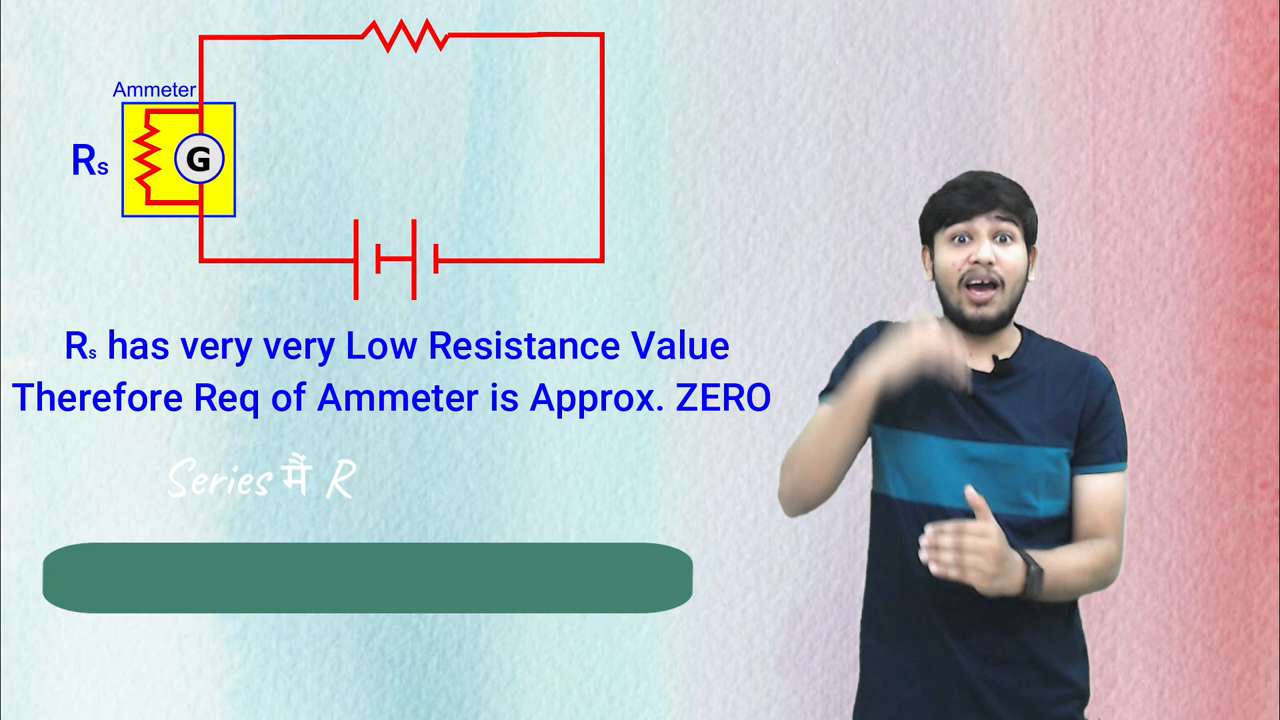 Ammeter
Rs
G
Rs has very very Low Resistance Value
Therefore Req of Ammeter is Approx. ZERO
Series मैं R